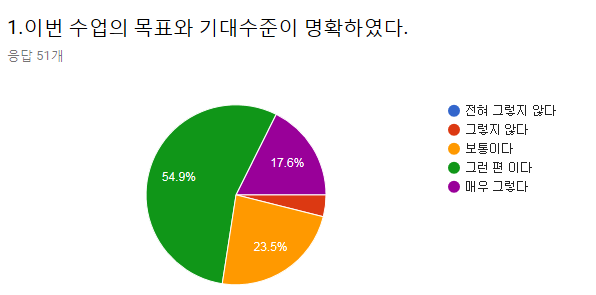 1.이번 수업의 목표와 기대수준이 명확하였다.
응답 51개
전혀 그렇지 않다
그렇지 않다
보통이다
그런 편 이다
매우 그렇다
17.6%
54.9%
23.5%